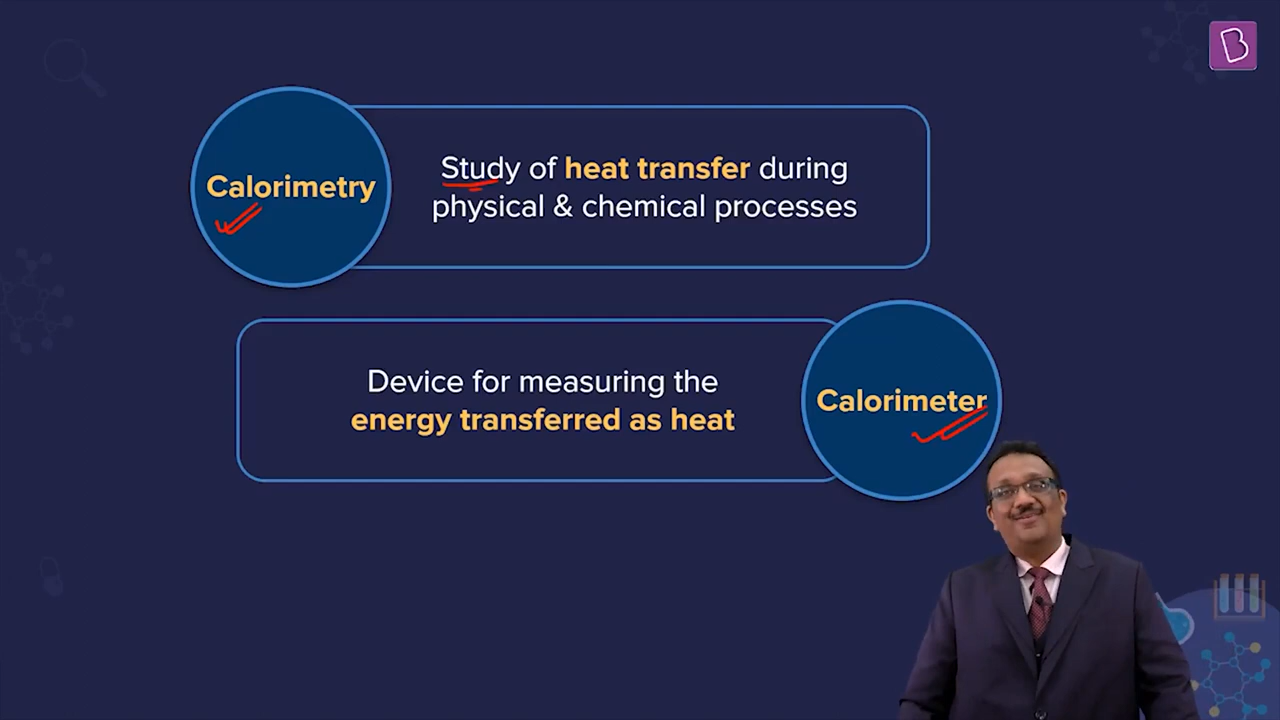 Calorimetry
Study of heat transfer during
physical & chemical processes
Device for measuring the
energy transferred as heat
Calorimeter
B